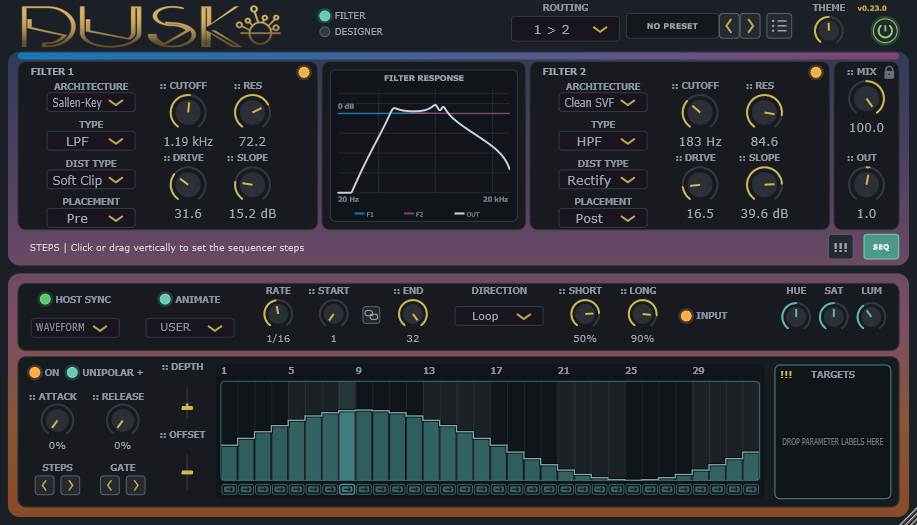 DUSK
FILTER
DESIGNER
ROUTING
1 > 2
NO PRESET
THEME
v0.23.0
FILTER 1
ARCHITECTURE
Sallen-Key
TYPE
LPF
DIST TYPE
Soft Clip
PLACEMENT
Pre
:: CUTOFF
1.19 kHz
:: RES
72.2
:: DRIVE
31.6
:: SLOPE
15.2 dB
FILTER RESPONSE
0 dB
20 Hz
20 kHz
F1
F2
OUT
FILTER 2
ARCHITECTURE
Clean SVF
TYPE
HPF
DIST TYPE
Rectify
PLACEMENT
Post
:: CUTOFF
183 Hz
:: RES
84.6
:: DRIVE
16.5
:: SLOPE
39.6 dB
:: MIX
100.0
:: OUT
1.0
STEPS | Click or drag vertically to set the sequencer steps
!!!
SEQ
HOST SYNC
WAVEFORM
ANIMATE
USER
RATE
1/16
:: START
1
:: END
32
DIRECTION
Loop
:: SHORT
50%
:: LONG
90%
INPUT
HUE
SAT
LUM
ON
UNIPOLAR +
:: ATTACK
0%
:: RELEASE
0%
STEPS
GATE
:: DEPTH
:: OFFSET
1 5 9 13 17 21 25 29
!!!
TARGETS
DROP PARAMETER LABELS HERE